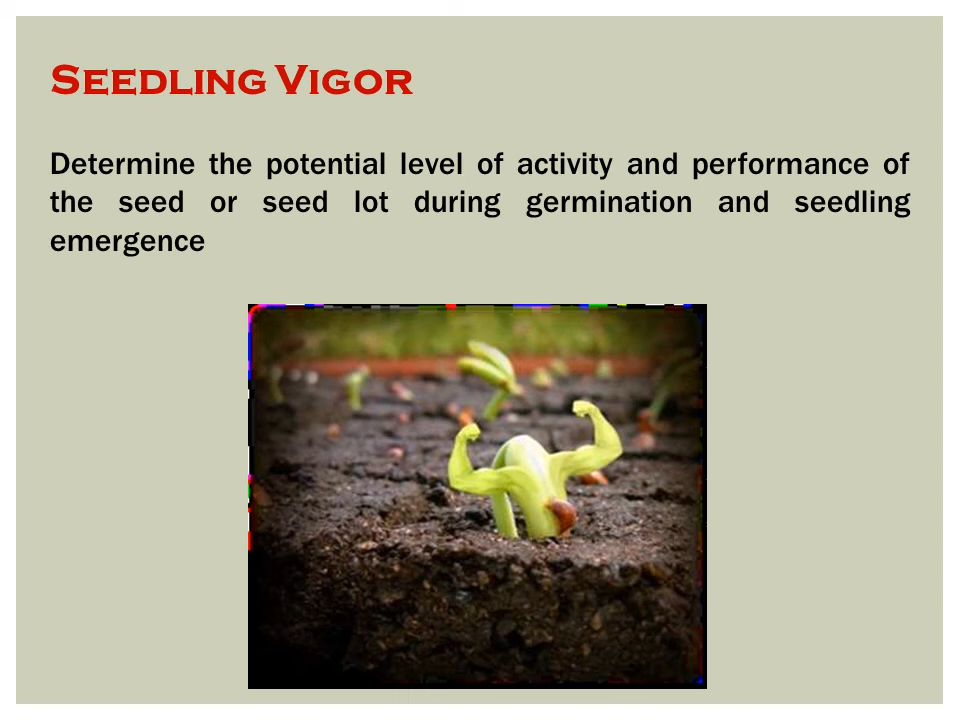 Seedling Vigor
Determine the potential level of activity and performance of
the seed or seed lot during germination and seedling
emergence